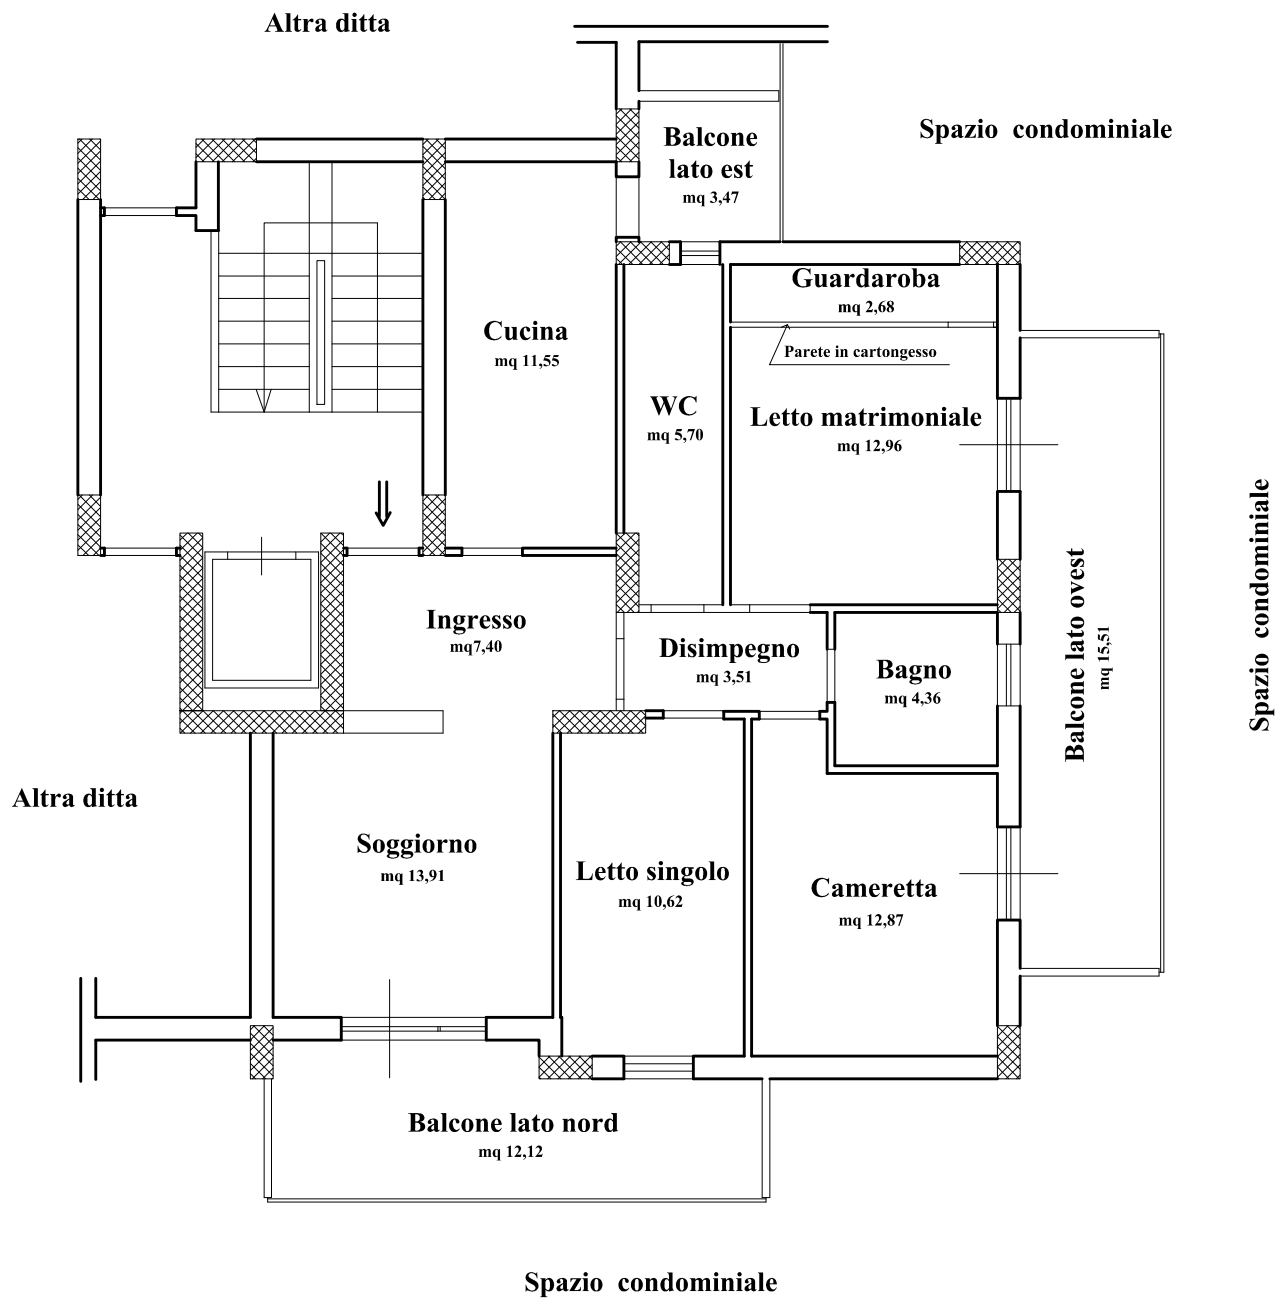 Altra ditta
Spazio condominiale
Balcone
lato est
mq 3,47
Guardaroba
mq 2,68
Parete in cartongesso
Cucina
mq 11,55
WC
mq 5,70
Letto matrimoniale
mq 12,96
Ingresso
mq7,40
Disimpegno
mq 3,51
Bagno
mq 4,36
Balcone lato ovest
mq 15,51
Spazio condominiale
Altra ditta
Soggiorno
mq 13,91
Letto singolo
mq 10,62
Cameretta
mq 12,87
Balcone lato nord
mq 12,12
Spazio condominiale